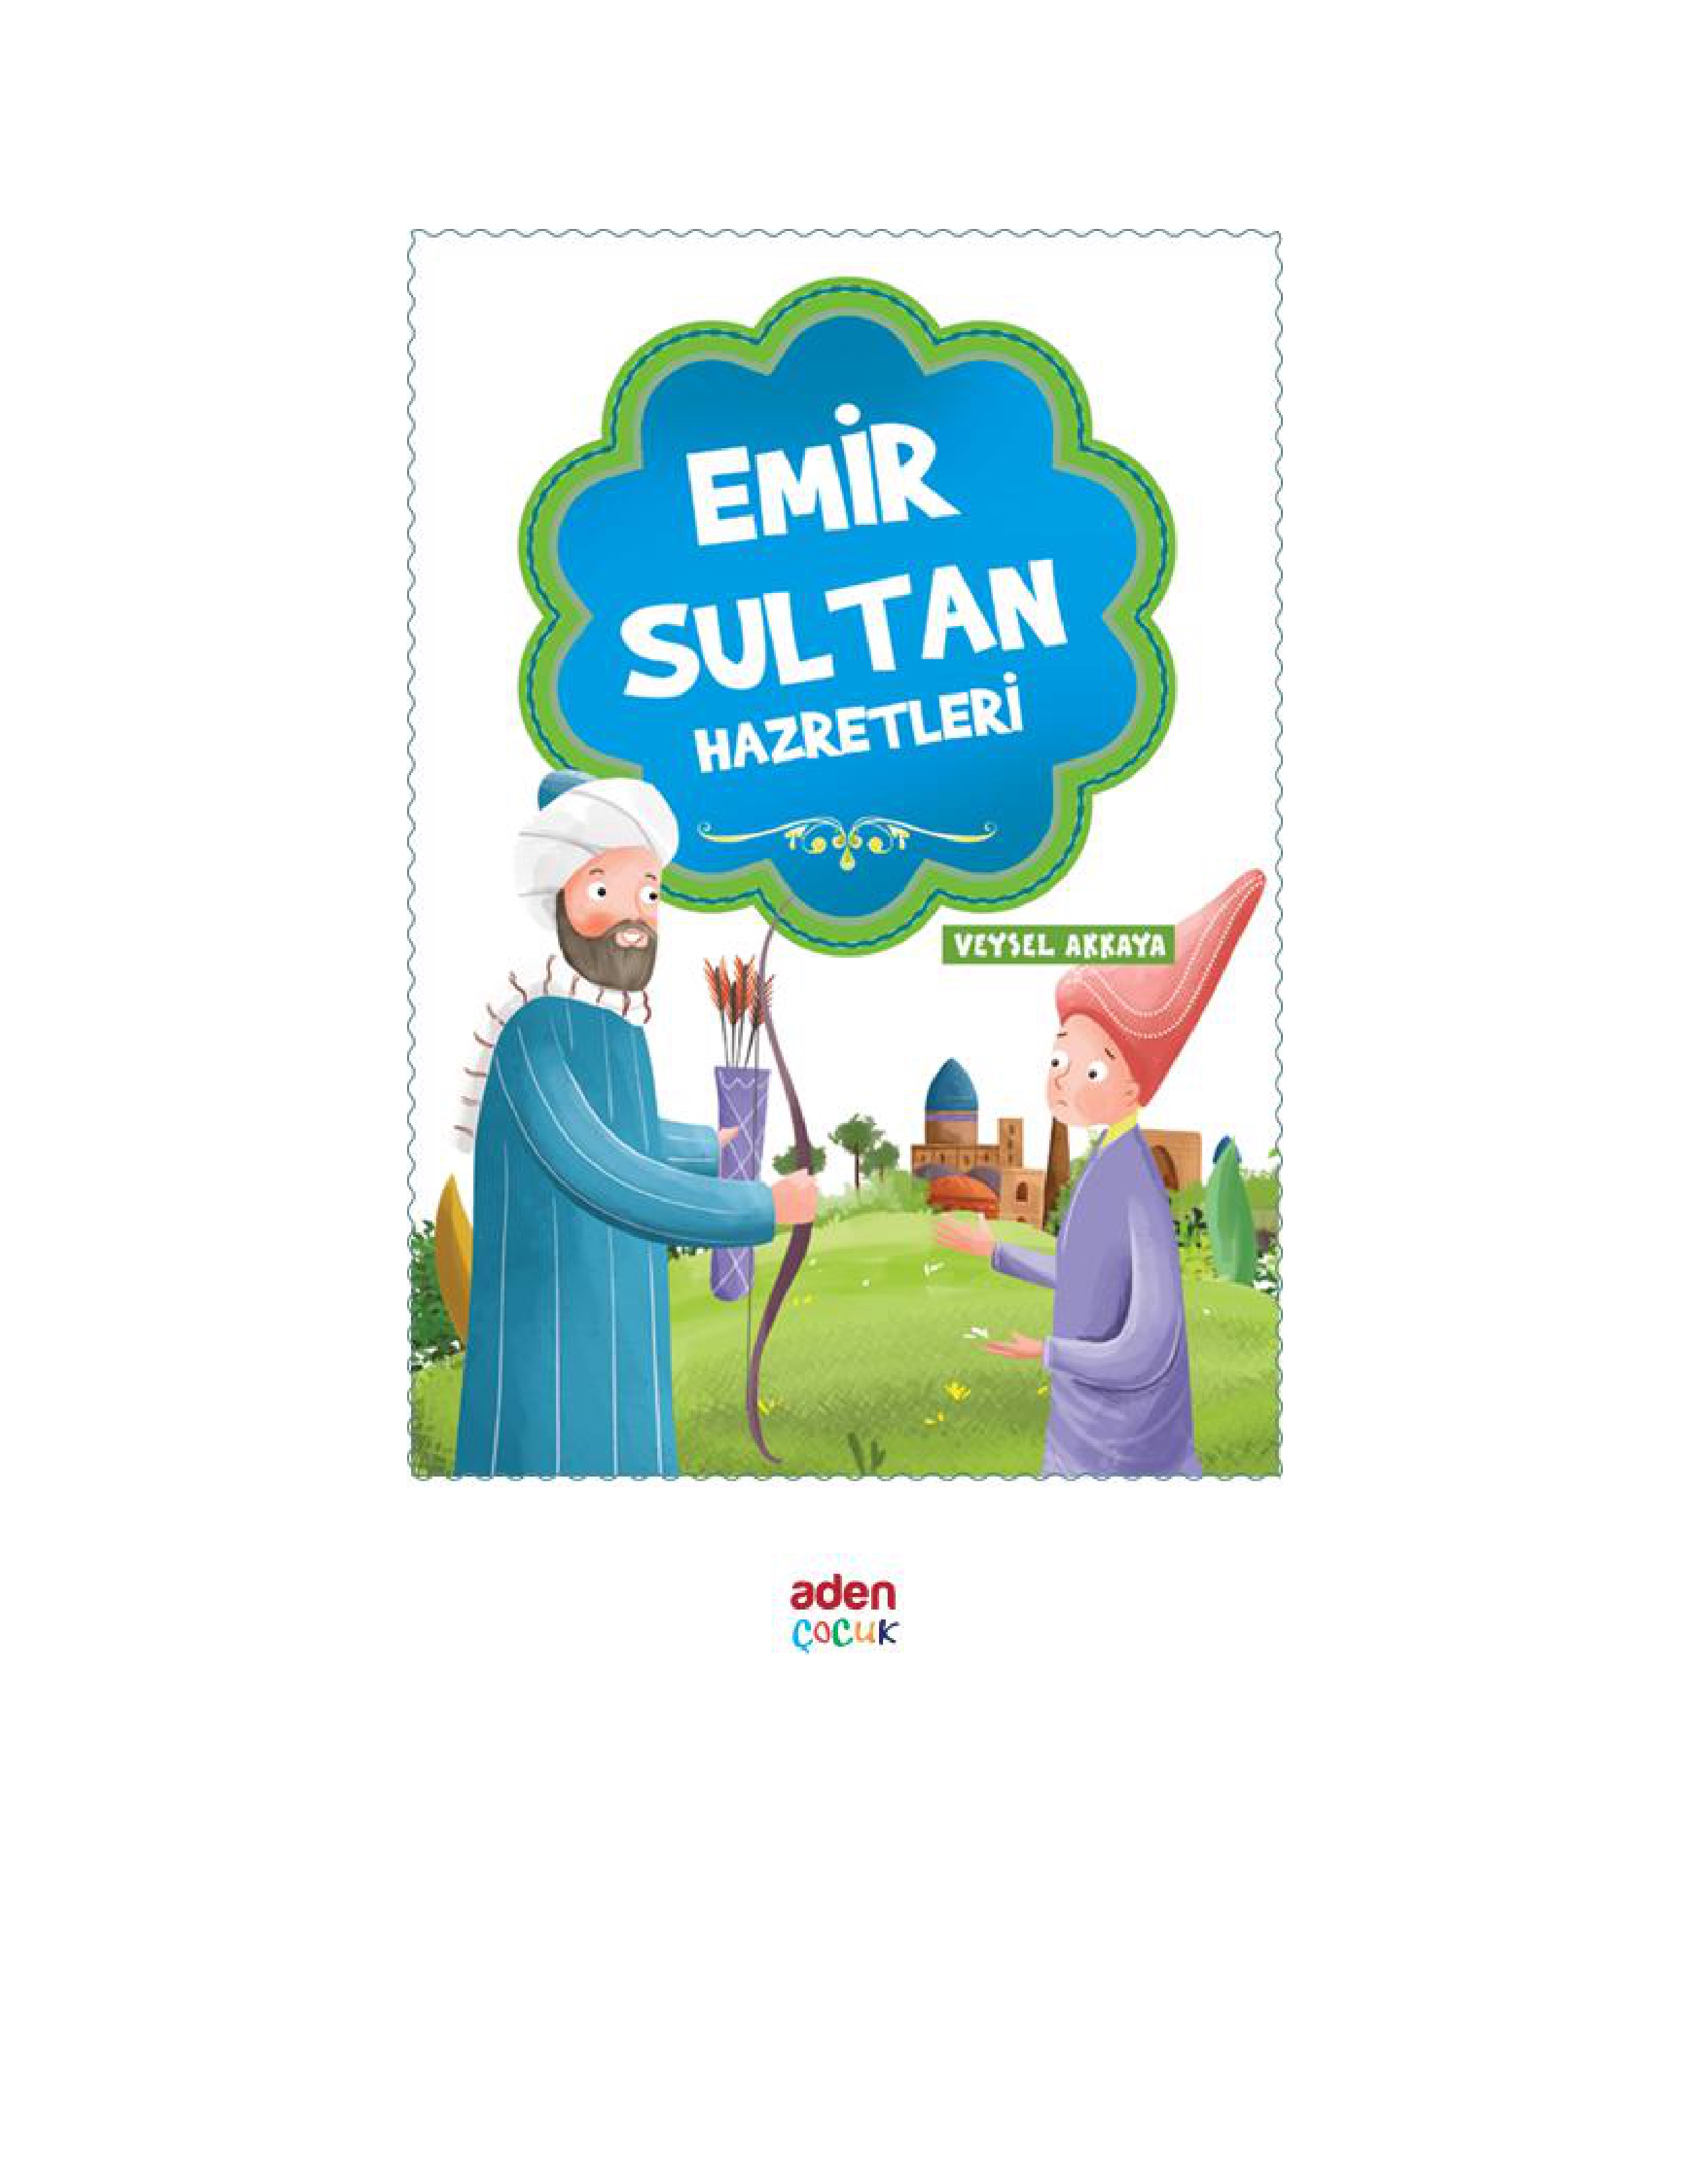 EMİR
SULTAN
HAZRETLERİ
VEYSEL AKKAYA
aden
çocuk